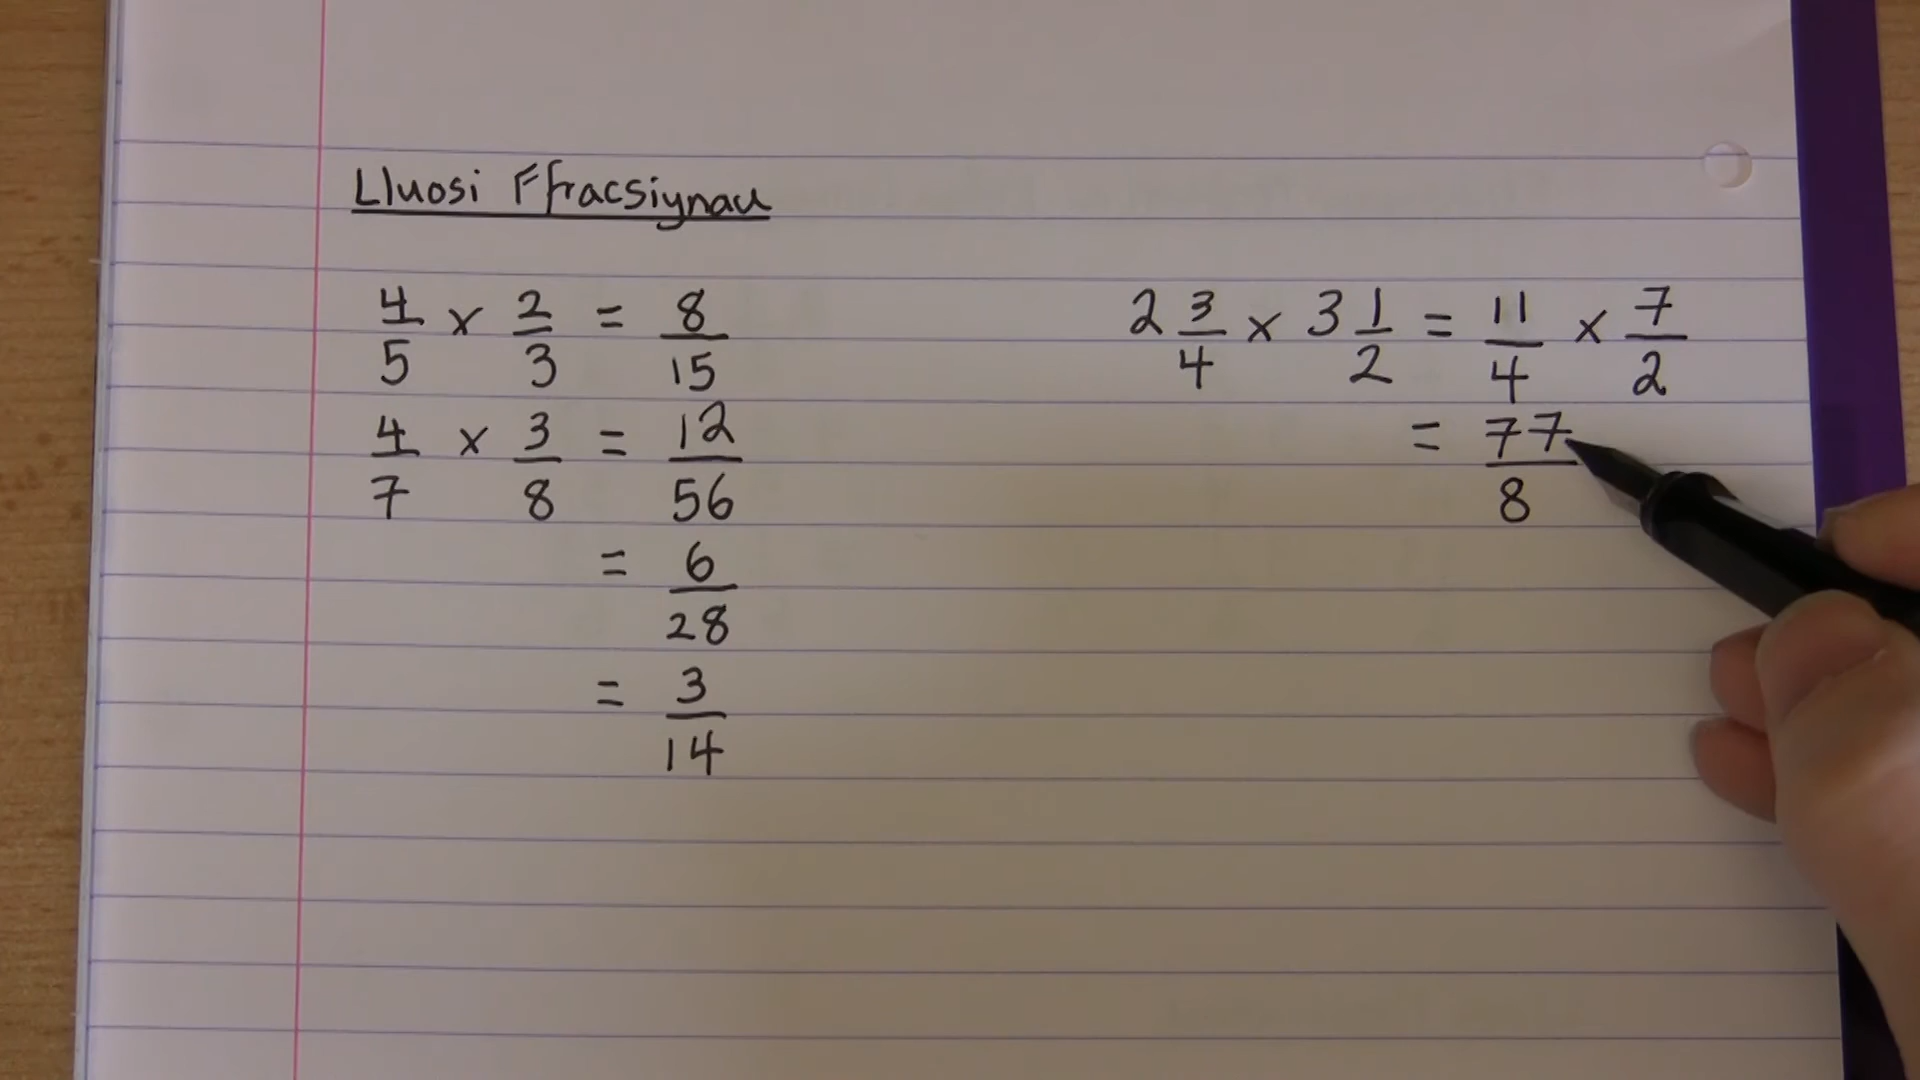 Lluosi Ffracsiynau
4/5 × 2/3 = 8/15
4/7 × 3/8 = 12/56
= 6/28
= 3/14
2 3/4 × 3 1/2 = 11/4 × 7/2
= 77/8